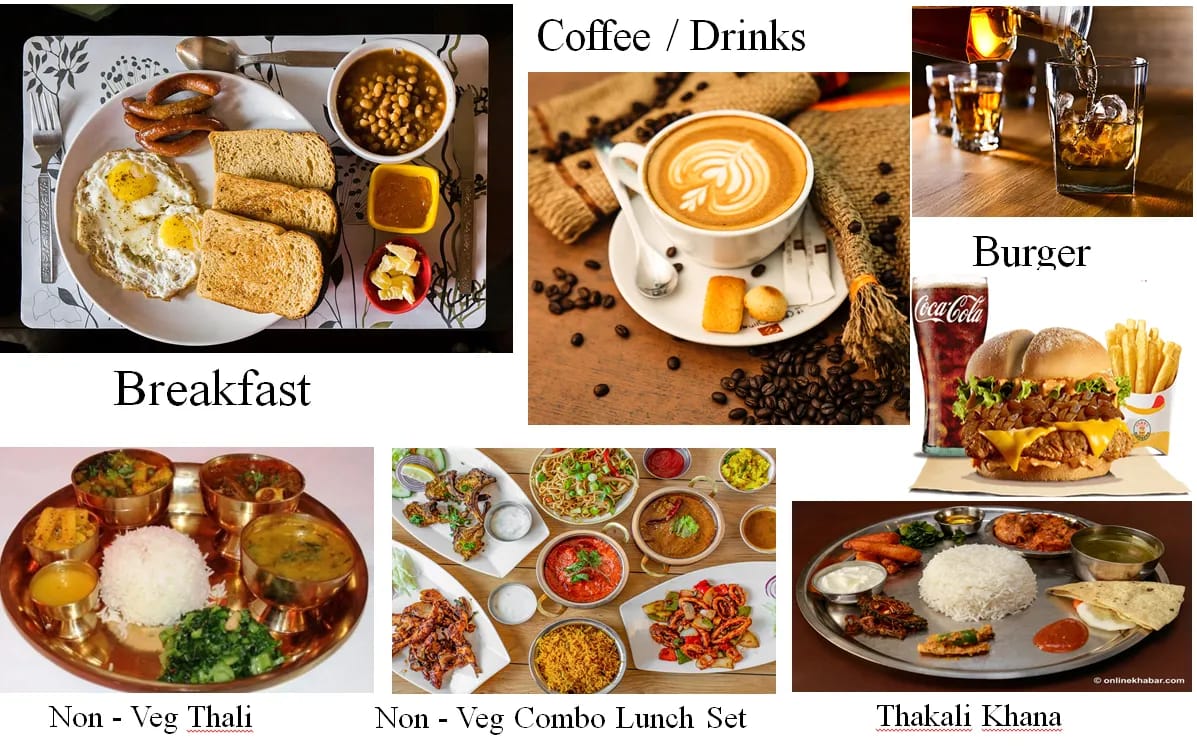 Coffee / Drinks
Burger
Coca-Cola
Breakfast
© onlinekhabar.com
Non - Veg Thali
Non - Veg Combo Lunch Set
Thakali Khana